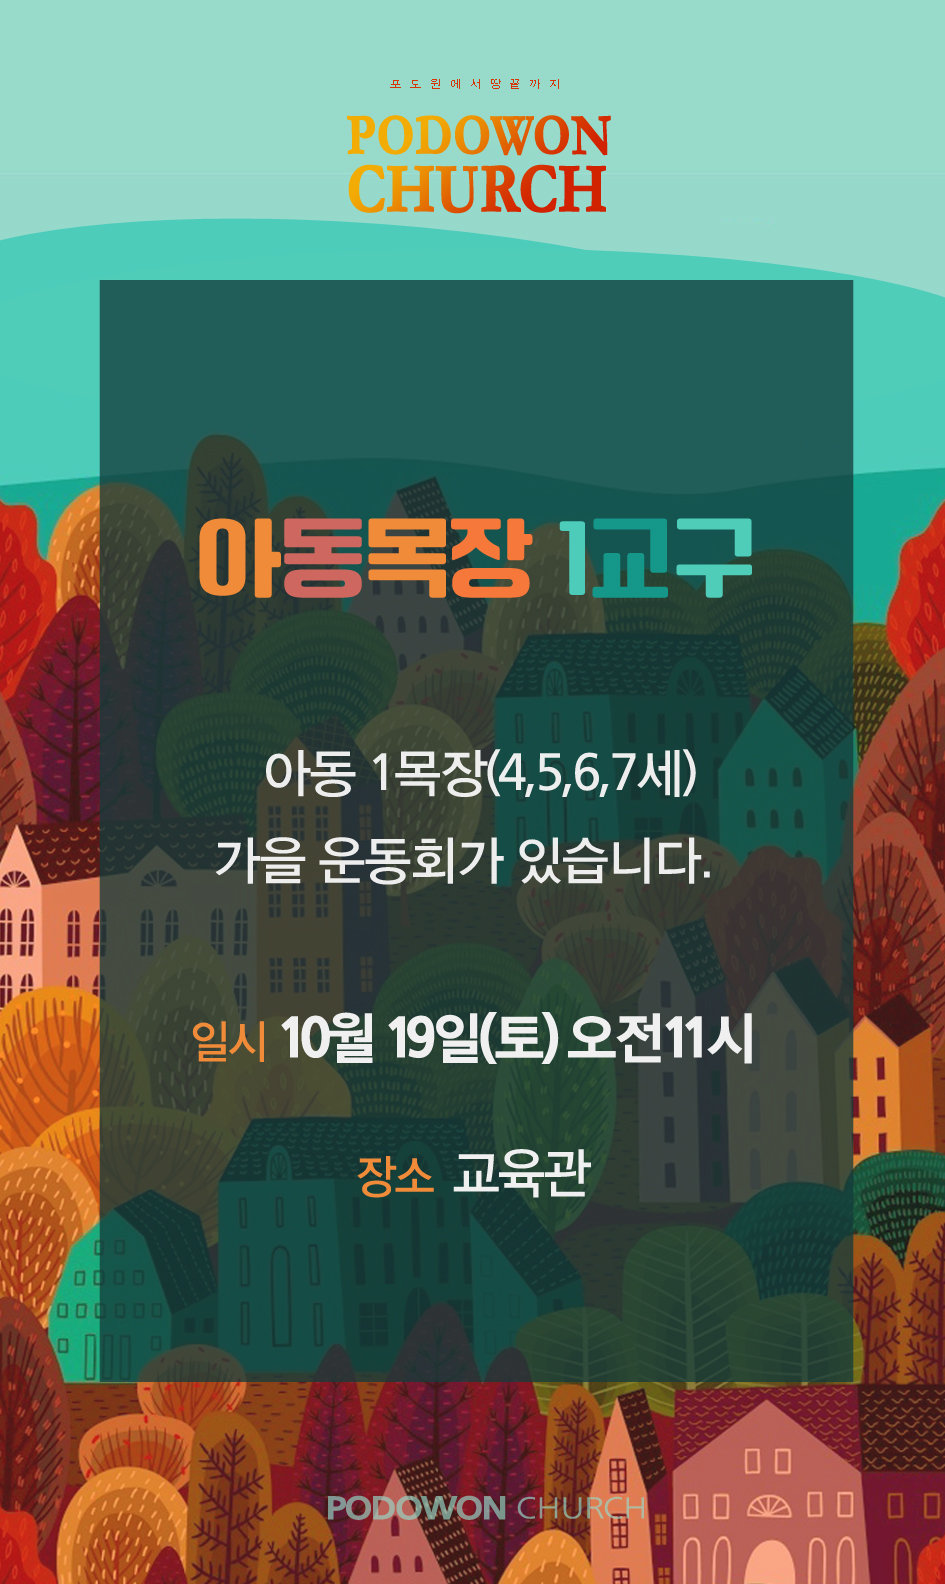 포도원에서땅끝까지
PODOWON
CHURCH
아동목장 1교구
아동 1목장(4,5,6,7세)
가을 운동회가 있습니다.
일시 10월 19일(토) 오전11시
장소 교육관
PODOWON CHURCH